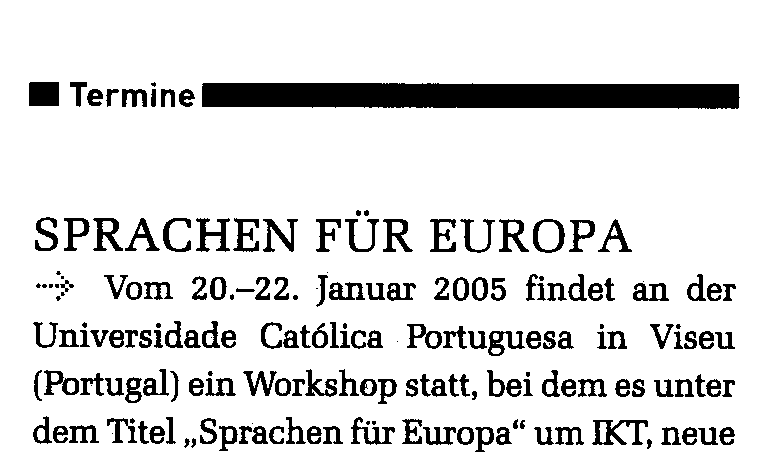 Termine
SPRACHEN FÜR EUROPA
Vom 20.–22. Januar 2005 findet an der
Universidade Católica Portuguesa in Viseu
(Portugal) ein Workshop statt, bei dem es unter
dem Titel „Sprachen für Europa“ um IKT, neue